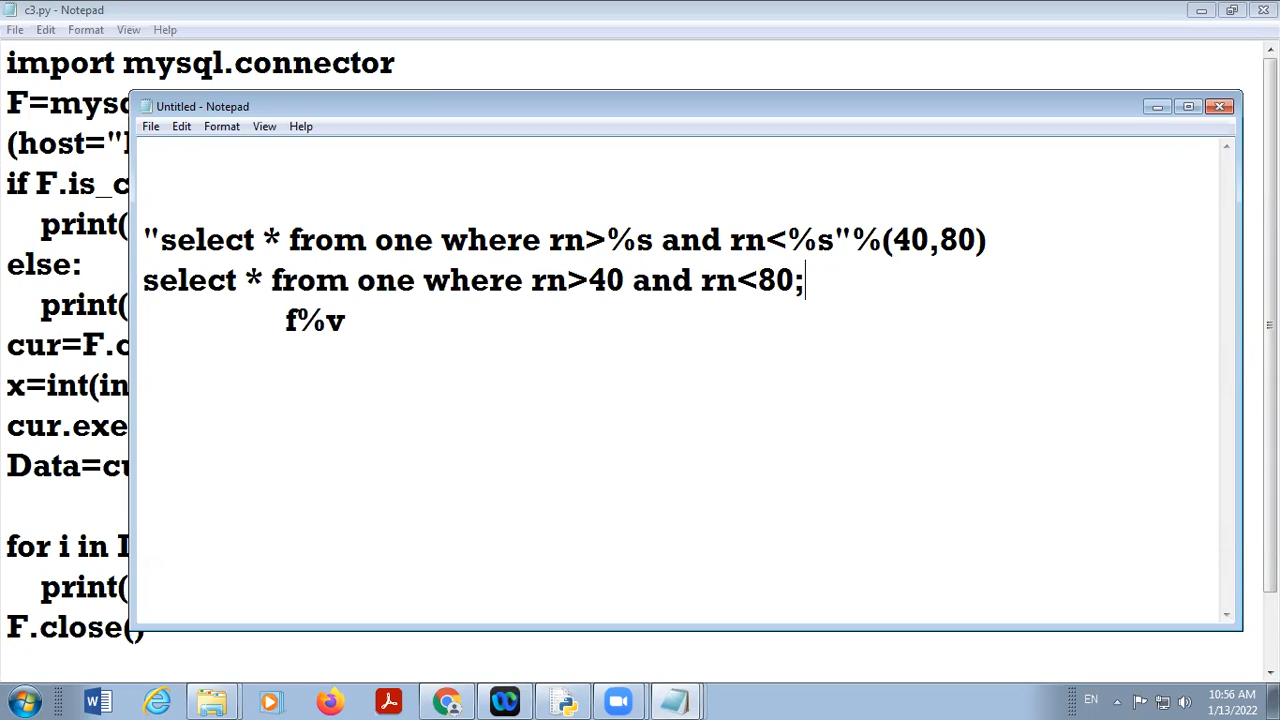 c3.py - Notepad
File Edit Format View Help
import mysql.connector
F=mysq
(host="l
if F.is_c
print(
else:
print(
cur=F.c
x=int(in
cur.exe
Data=cu
for i in D
print(
F.close()
Untitled - Notepad
File Edit Format View Help
"select * from one where rn>%s and rn<%s"%(40,80)
select * from one where rn>40 and rn<80;
f%v
EN
10:56 AM
1/13/2022